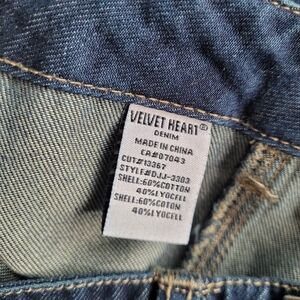 VELVET HEART®
DENIM
MADE IN CHINA
CA#07043
CUT#13367
STYLE#DJJ-3303
SHELL:60%COTTON
40%LYOCELL
SHELL:60%COTON
40%LYOCELL